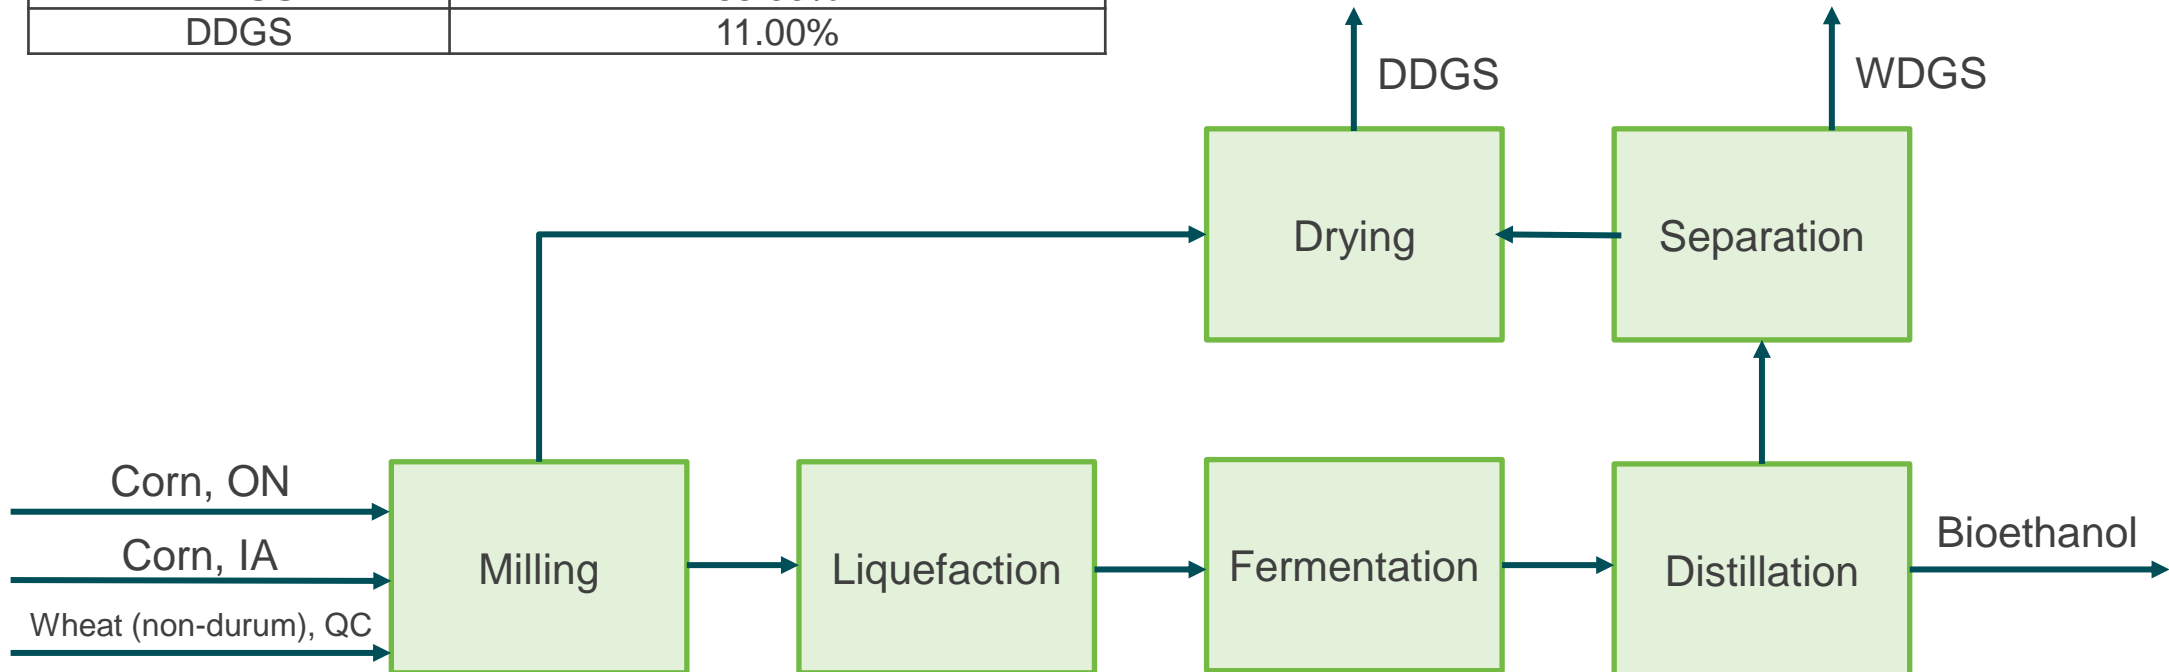 DDGS 11.00%
DDGS
WDGS
Drying
Separation
Corn, ON
Corn, IA
Wheat (non-durum), QC
Milling
Liquefaction
Fermentation
Distillation
Bioethanol